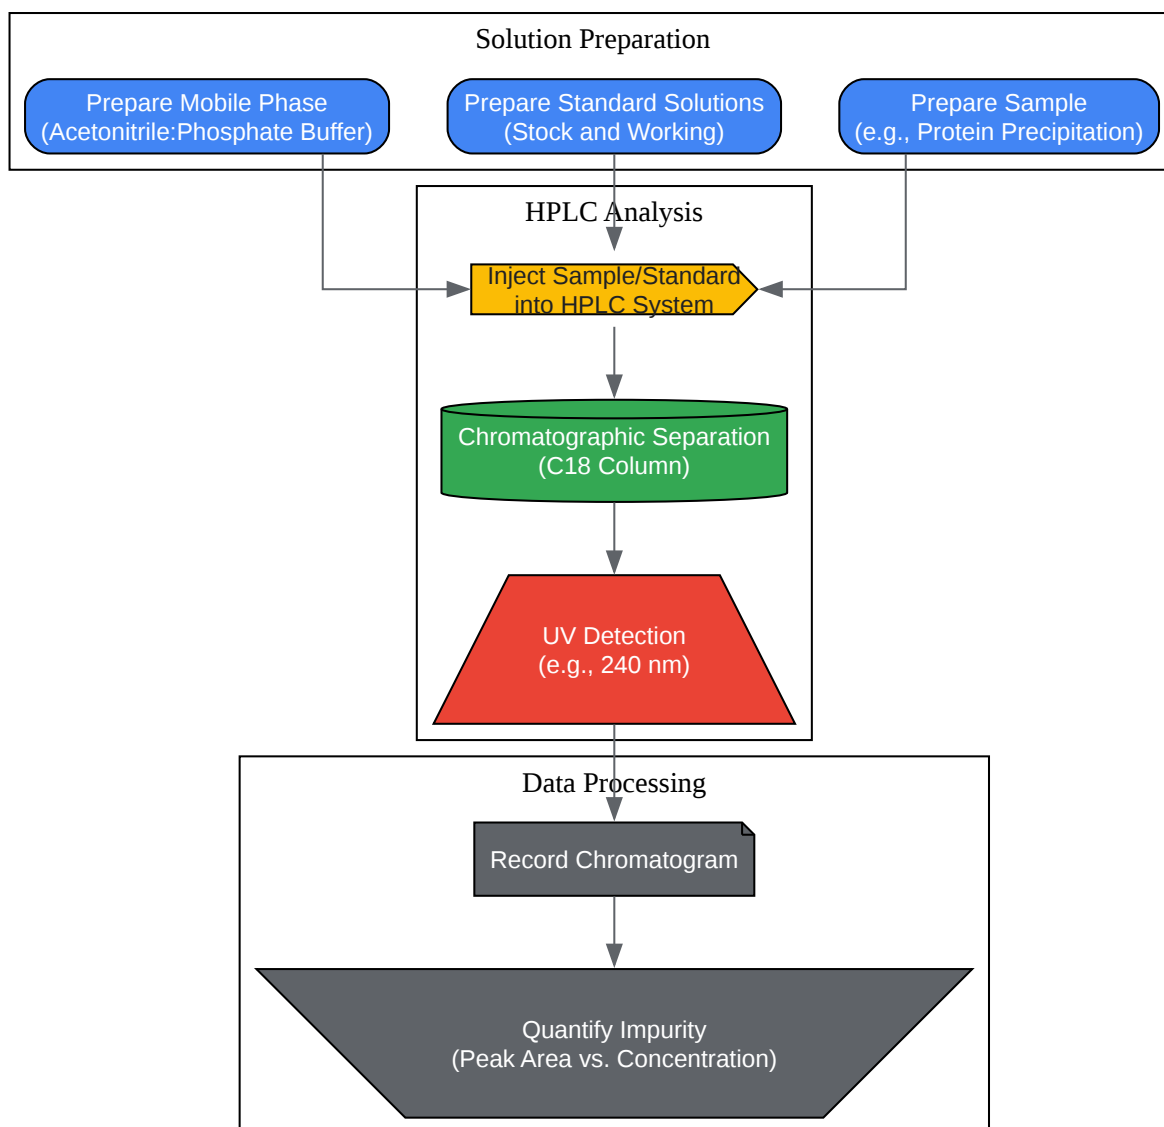 Solution Preparation
Prepare Mobile Phase
(Acetonitrile:Phosphate Buffer)
Prepare Standard Solutions
(Stock and Working)
Prepare Sample
(e.g., Protein Precipitation)
HPLC Analysis
Inject Sample/Standard
into HPLC System
Chromatographic Separation
(C18 Column)
UV Detection
(e.g., 240 nm)
Data Processing
Record Chromatogram
Quantify Impurity
(Peak Area vs. Concentration)